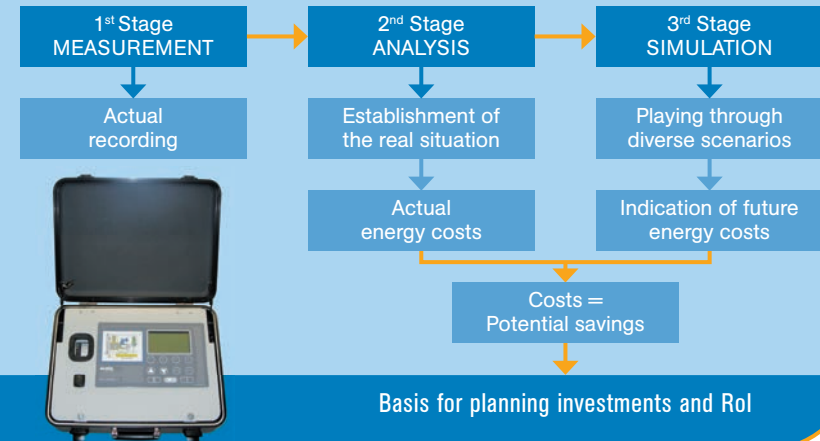 1st Stage
MEASUREMENT
2nd Stage
ANALYSIS
3rd Stage
SIMULATION
Actual
recording
Establishment of
the real situation
Playing through
diverse scenarios
Actual
energy costs
Indication of future
energy costs
Costs =
Potential savings
Basis for planning investments and RoI